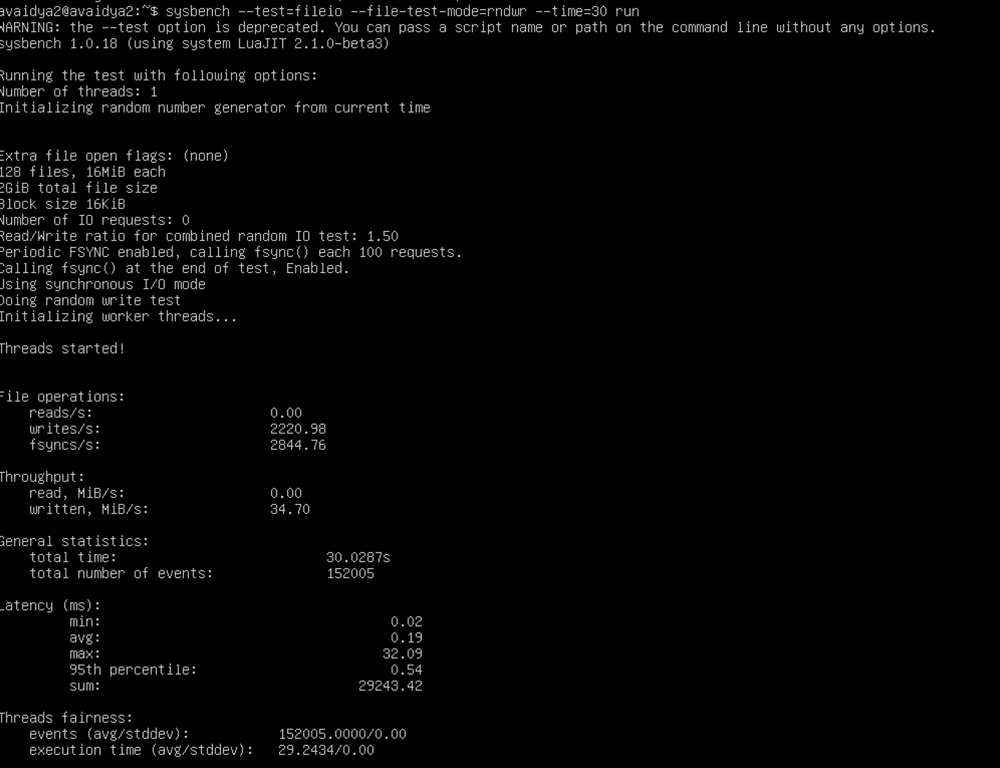 avaidya2@avaidya2:~$ sysbench --test=fileio --file-test-mode=rndwr --time=30 run
WARNING: the --test option is deprecated. You can pass a script name or path on the command line without any options.
sysbench 1.0.18 (using system LuaJIT 2.1.0-beta3)
Running the test with following options:
Number of threads: 1
Initializing random number generator from current time
Extra file open flags: (none)
128 files, 16MiB each
2GiB total file size
Block size 16KiB
Number of IO requests: 0
Read/Write ratio for combined random IO test: 1.50
Periodic FSYNC enabled, calling fsync() each 100 requests.
Calling fsync() at the end of test, Enabled.
Using synchronous I/O mode
Doing random write test
Initializing worker threads...
Threads started!
File operations:
reads/s: 0.00
writes/s: 2220.98
fsyncs/s: 2844.76
Throughput:
read, MiB/s: 0.00
written, MiB/s: 34.70
General statistics:
total time: 30.0287s
total number of events: 152005
Latency (ms):
min: 0.02
avg: 0.19
max: 32.09
95th percentile: 0.54
sum: 29243.42
Threads fairness:
events (avg/stddev): 152005.0000/0.00
execution time (avg/stddev): 29.2434/0.00